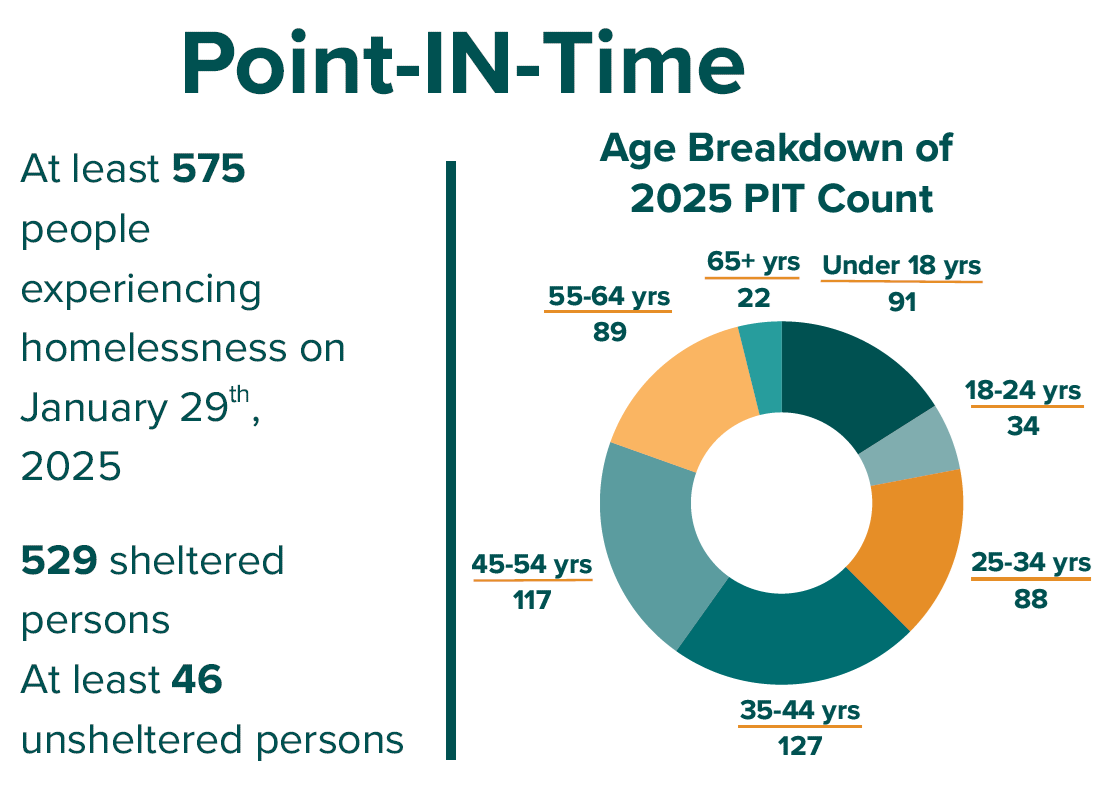 Point-IN-Time
At least 575
people
experiencing
homelessness on
January 29th,
2025
529 sheltered
persons
At least 46
unsheltered persons
Age Breakdown of
2025 PIT Count
65+ yrs
22
Under 18 yrs
91
55-64 yrs
89
18-24 yrs
34
45-54 yrs
117
25-34 yrs
88
35-44 yrs
127